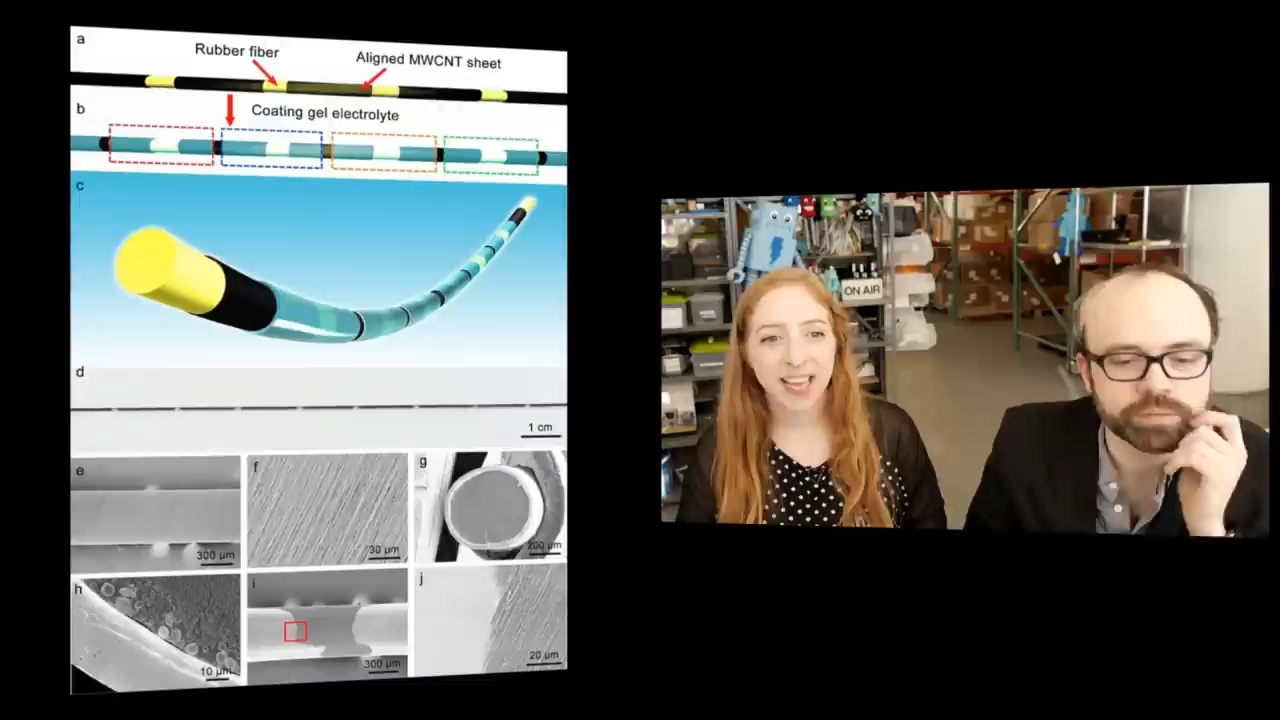 a
Rubber fiber
Aligned MWCNT sheet
b
Coating gel electrolyte
c
d
1 cm
e
300 μm
f
30 μm
g
200 μm
h
10 μm
i
300 μm
j
20 μm
ON AIR